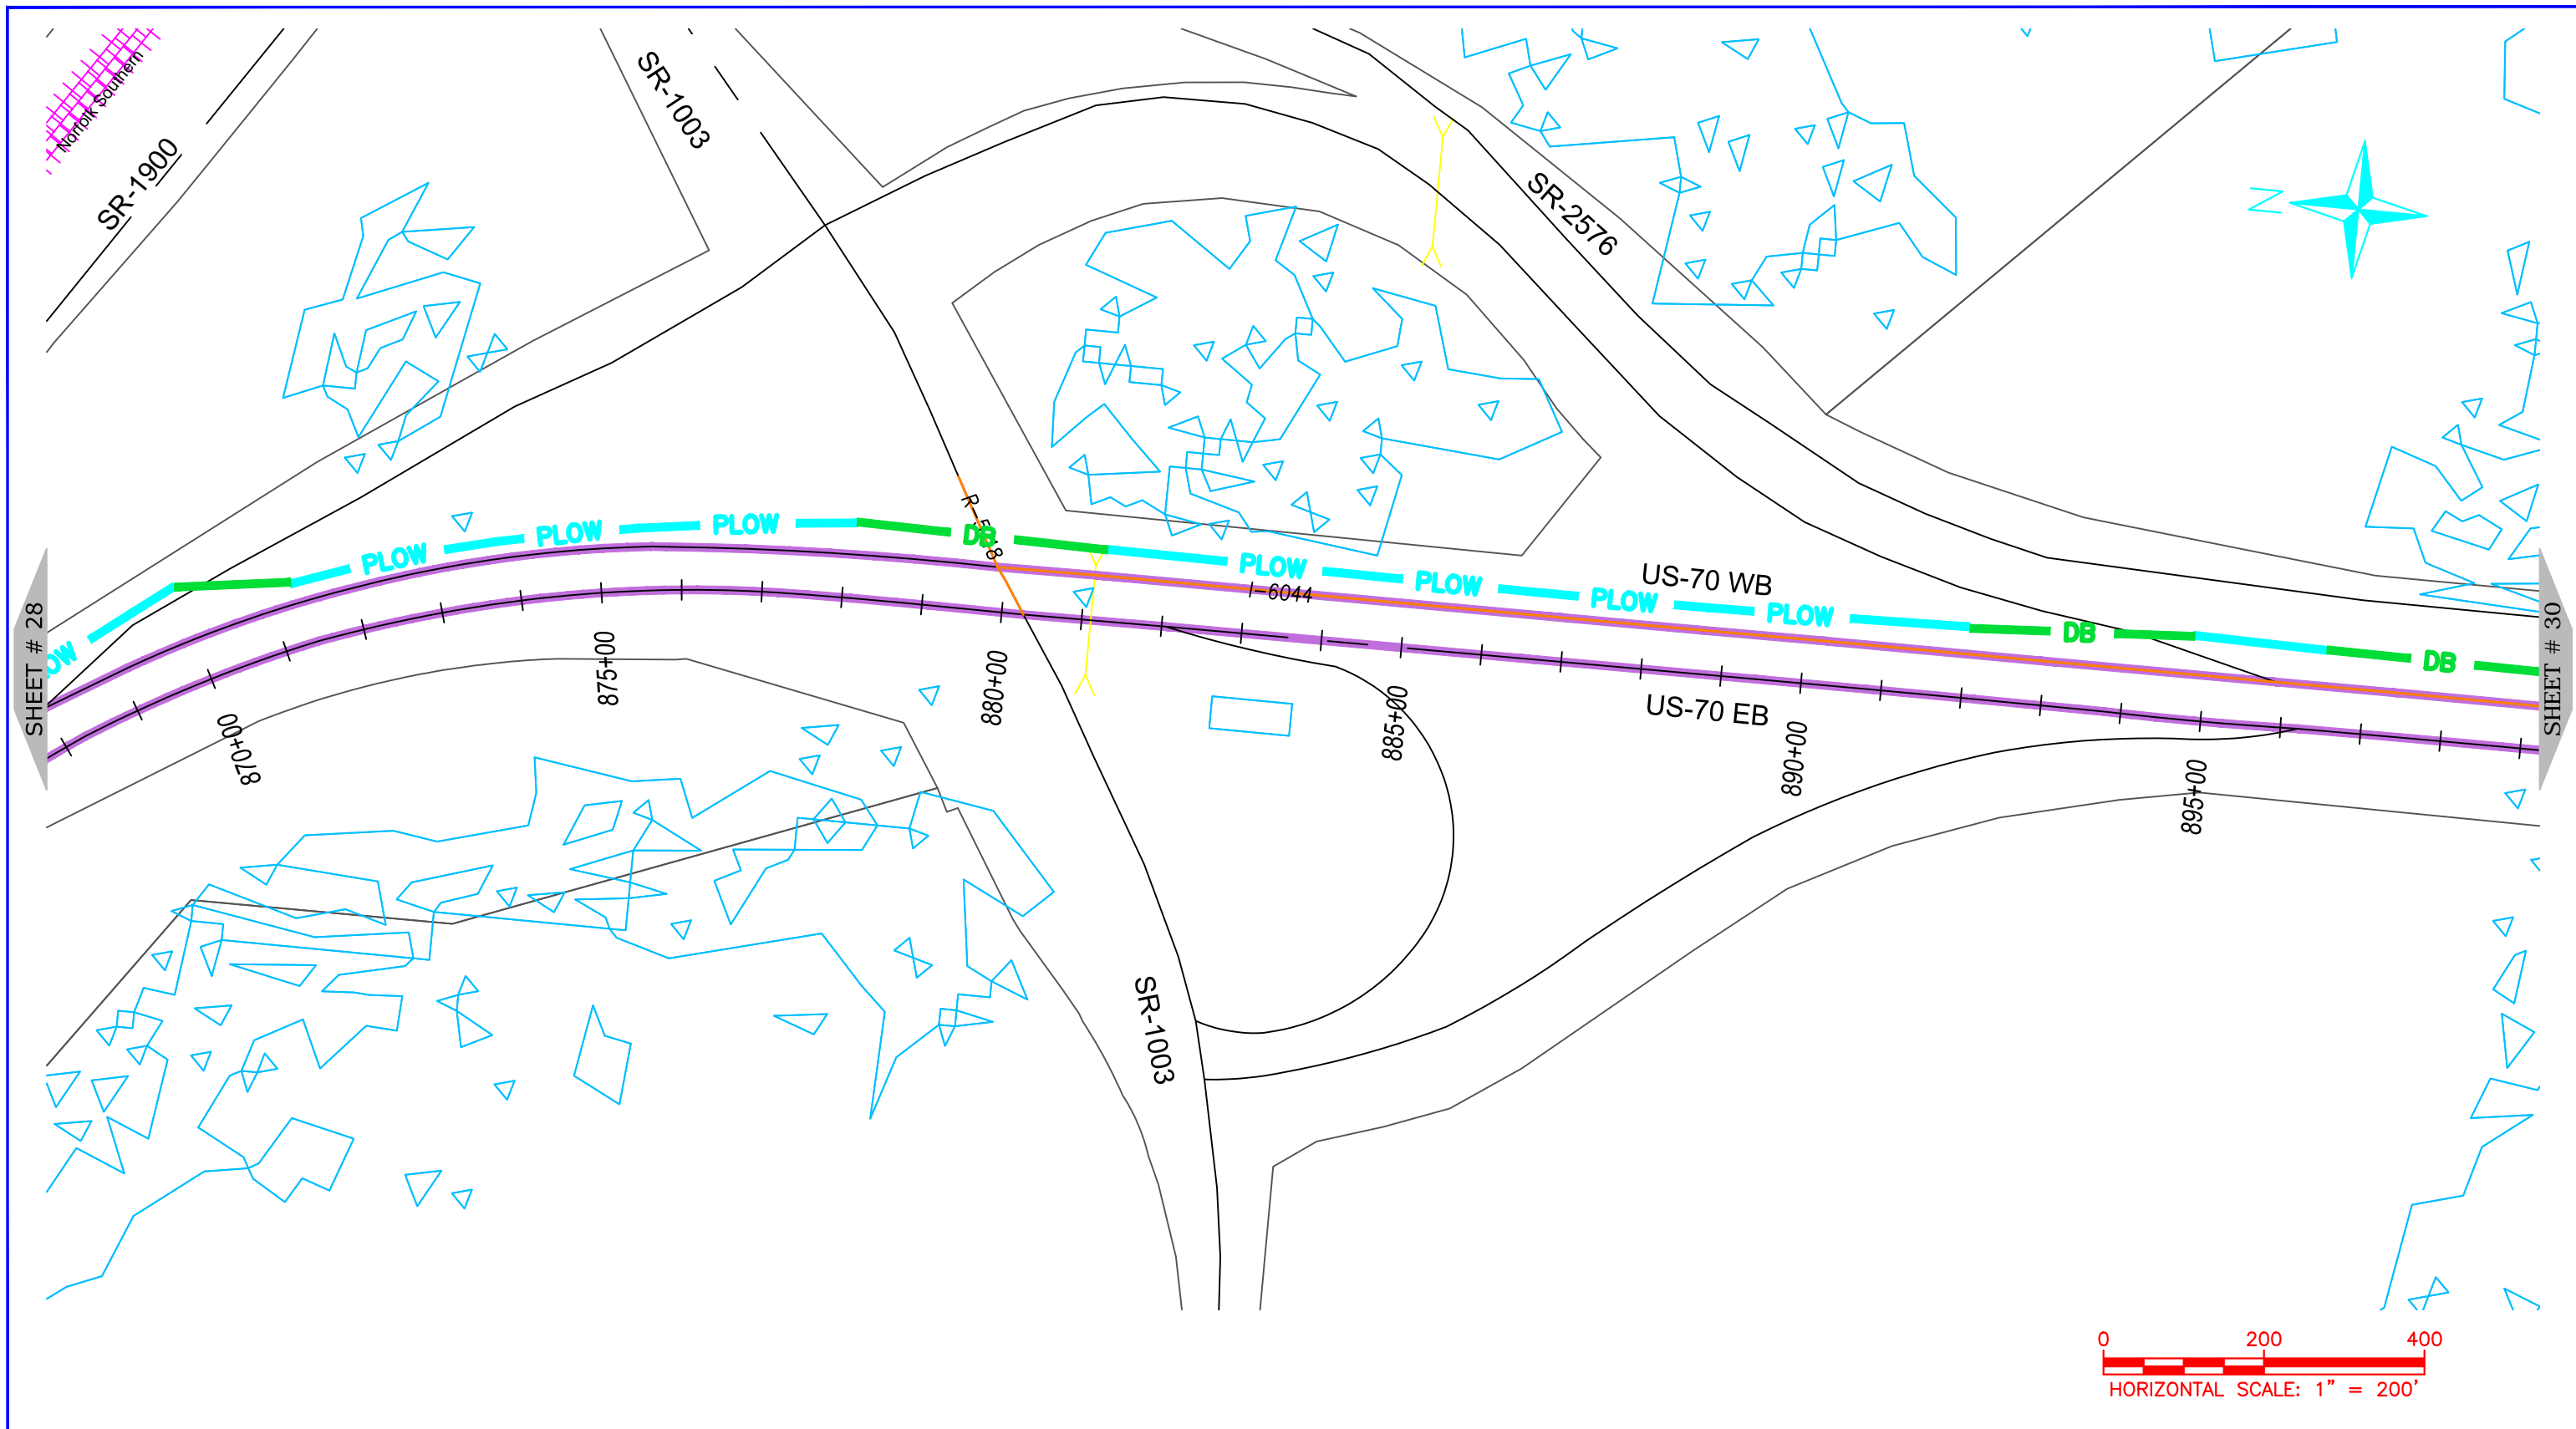 Norfolk Southern
SR-1900
SR-1003
SR-2576
N
PLOW
PLOW
PLOW
DB
PLOW
PLOW
PLOW
PLOW
DB
DB
I-6044
US-70 WB
US-70 EB
SHEET # 28
SHEET # 30
870+00
875+00
880+00
885+00
890+00
895+00
SR-1003
0 200 400
HORIZONTAL SCALE: 1" = 200'